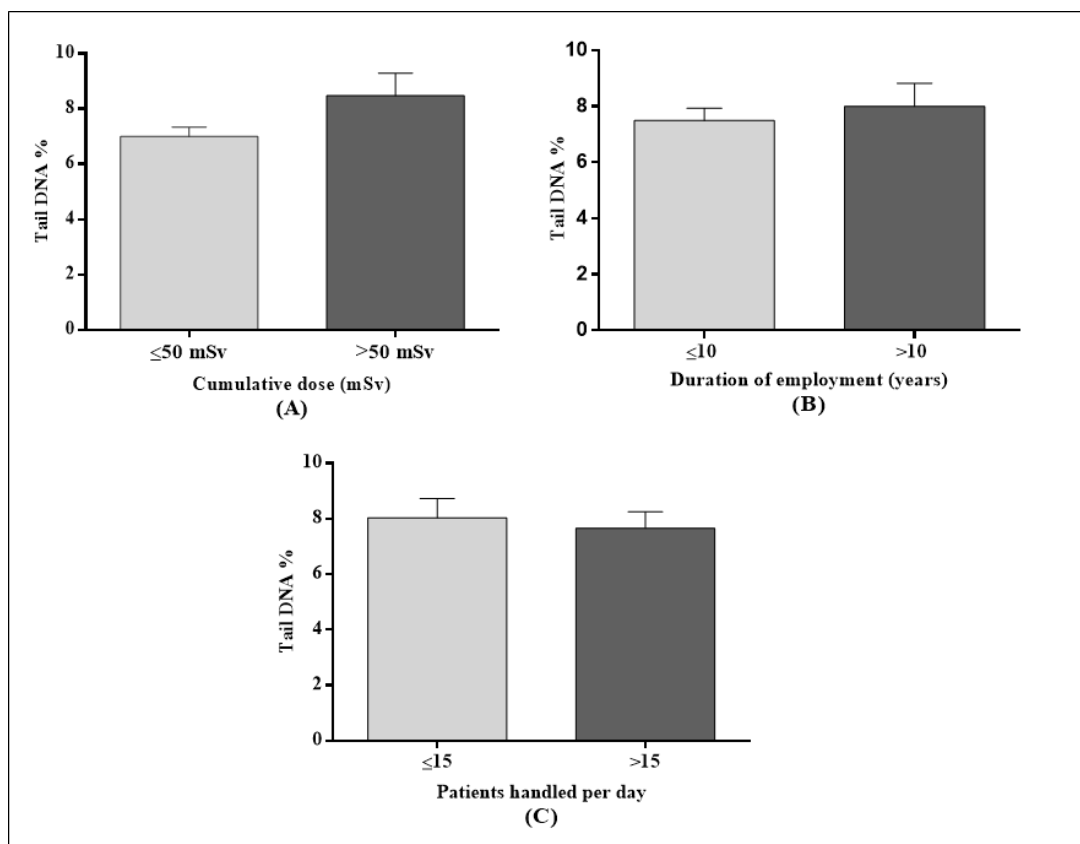 10
8
6
4
2
0
Tail DNA %
≤50 mSv >50 mSv
Cumulative dose (mSv)
(A)
10
8
6
4
2
0
Tail DNA %
≤10 >10
Duration of employment (years)
(B)
10
8
6
4
2
0
Tail DNA %
≤15 >15
Patients handled per day
(C)